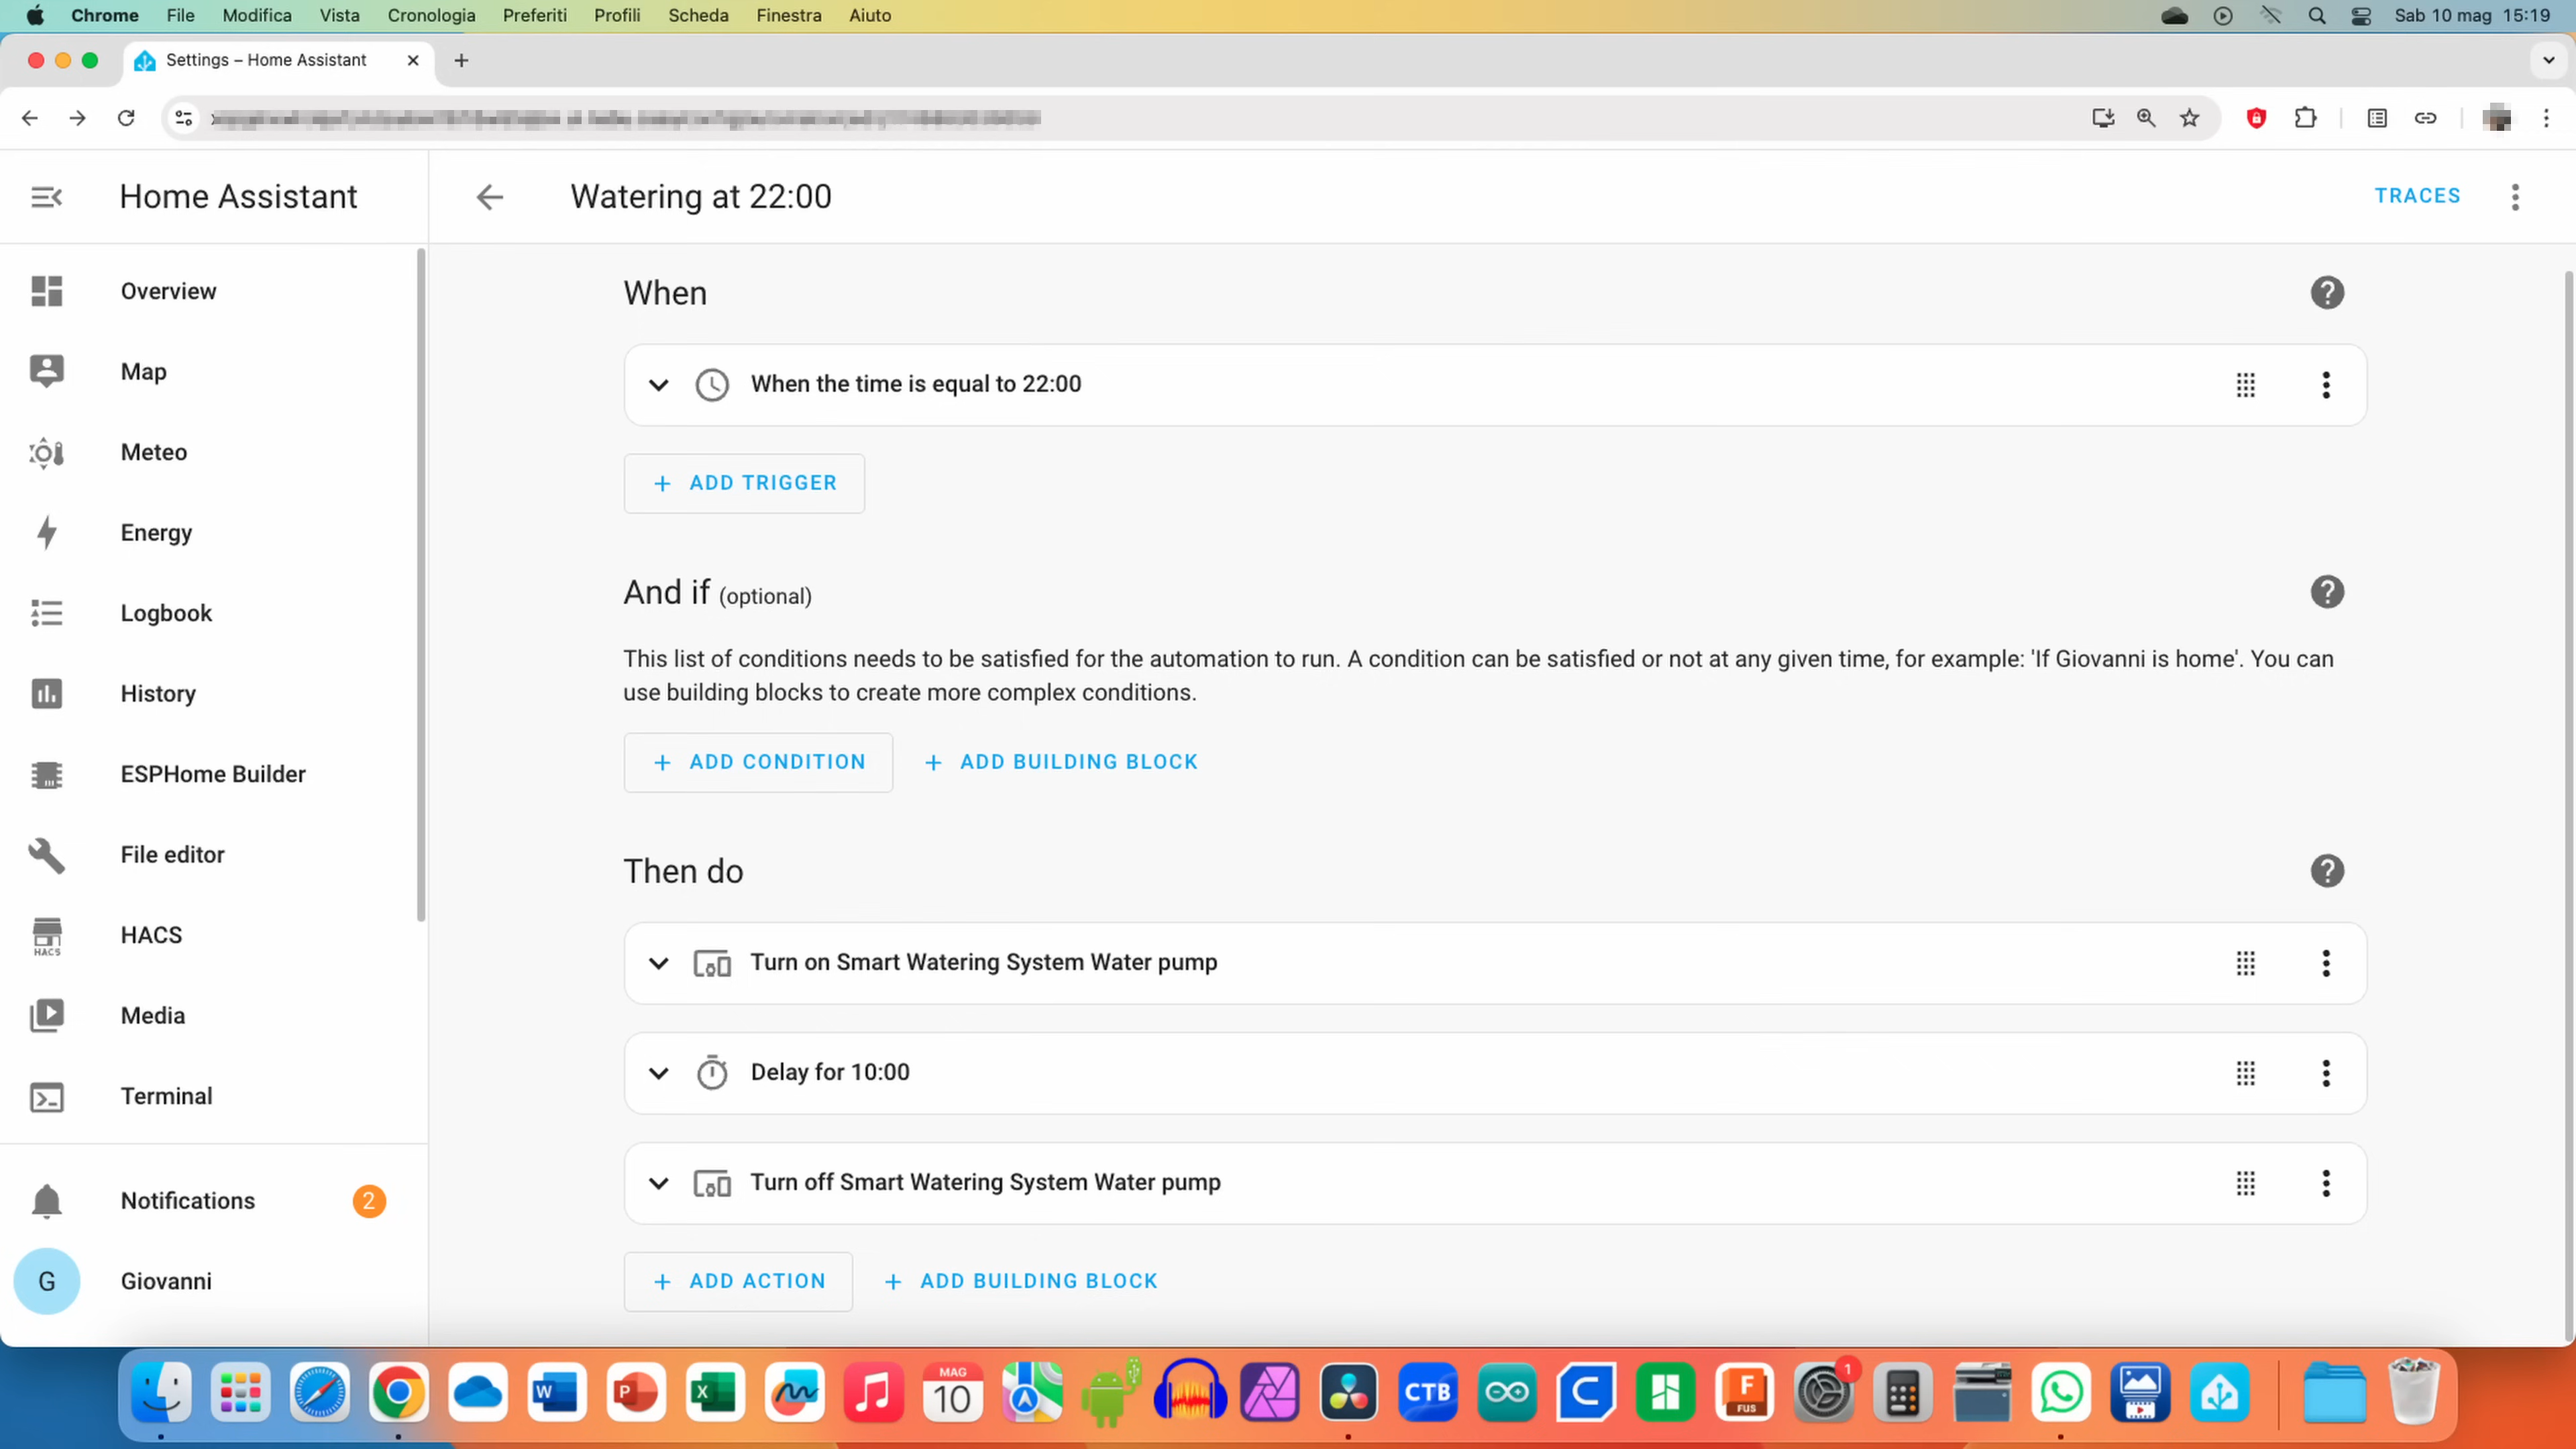 Chrome File Modifica Vista Cronologia Preferiti Profili Scheda Finestra Aiuto Sab 10 mag 15:19
Settings – Home Assistant
Home Assistant
Watering at 22:00
TRACES
Overview
Map
Meteo
Energy
Logbook
History
ESPHome Builder
File editor
HACS
HACS
Media
Terminal
Notifications 2
G Giovanni
When
When the time is equal to 22:00
+ ADD TRIGGER
And if (optional)
This list of conditions needs to be satisfied for the automation to run. A condition can be satisfied or not at any given time, for example: 'If Giovanni is home'. You can
use building blocks to create more complex conditions.
+ ADD CONDITION + ADD BUILDING BLOCK
Then do
Turn on Smart Watering System Water pump
Delay for 10:00
Turn off Smart Watering System Water pump
+ ADD ACTION + ADD BUILDING BLOCK
W P X MAG 10 CTB C F FUS 1